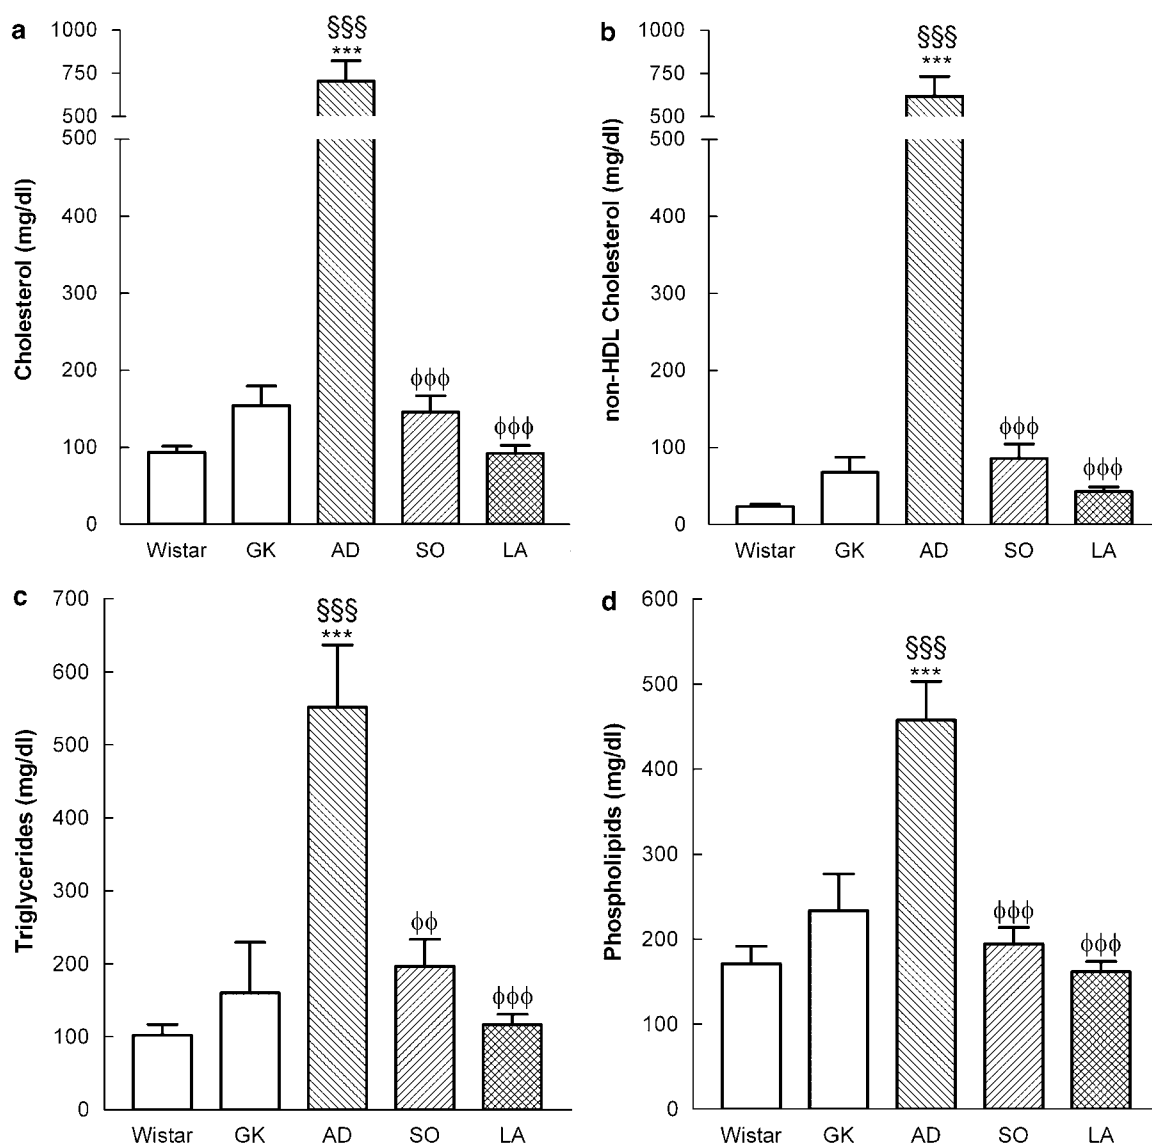 a
Cholesterol (mg/dl)
1000
750
500
500
400
300
200
100
0
§§§
***
ϕϕϕ
ϕϕϕ
Wistar GK AD SO LA
b
non-HDL Cholesterol (mg/dl)
1000
750
500
500
400
300
200
100
0
§§§
***
ϕϕϕ
ϕϕϕ
Wistar GK AD SO LA
c
Triglycerides (mg/dl)
700
600
500
400
300
200
100
0
§§§
***
ϕϕ
ϕϕϕ
Wistar GK AD SO LA
d
Phospholipids (mg/dl)
600
500
400
300
200
100
0
§§§
***
ϕϕϕ
ϕϕϕ
Wistar GK AD SO LA